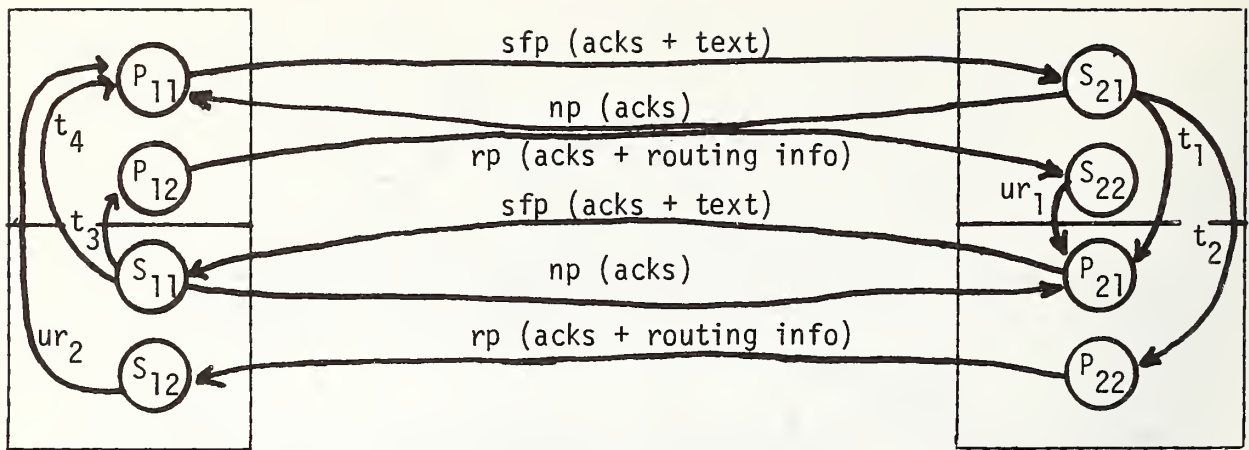 sfp (acks + text)
P11
S21
np (acks)
t4
t1
rp (acks + routing info)
P12
S22
ur1
sfp (acks + text)
t3
t2
S11
P21
np (acks)
ur2
rp (acks + routing info)
S12
P22